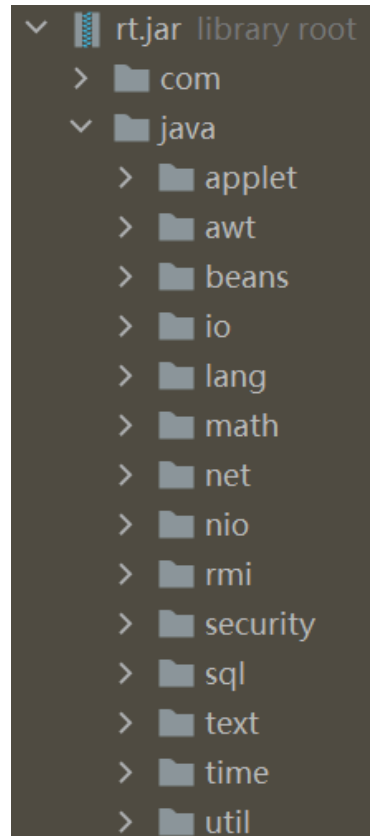 rt.jar library root
com
java
applet
awt
beans
io
lang
math
net
nio
rmi
security
sql
text
time
util